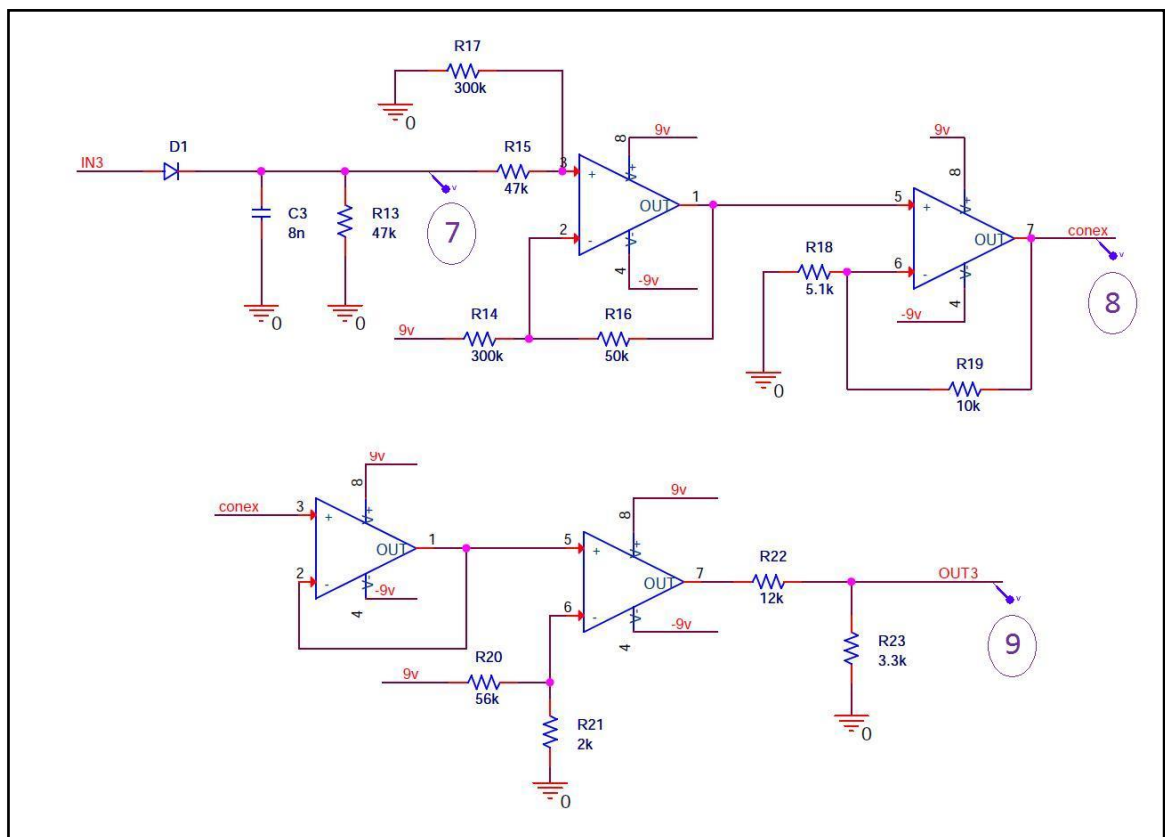 R17
300k
0
9v
8
V+
IN3
D1
R15
47k
3
+
OUT
1
C3
8n
R13
47k
7
2
-
V-
4
-9v
9v
8
V+
5
+
OUT
7
conex
R18
5.1k
6
-
V-
4
-9v
8
0
0
9v
R14
300k
R16
50k
0
R19
10k
9v
8
V+
conex
3
+
OUT
1
2
-
V-
4
-9v
9v
8
V+
5
+
OUT
7
R22
12k
OUT3
6
-
V-
4
-9v
9
9v
R20
56k
R23
3.3k
R21
2k
0
0